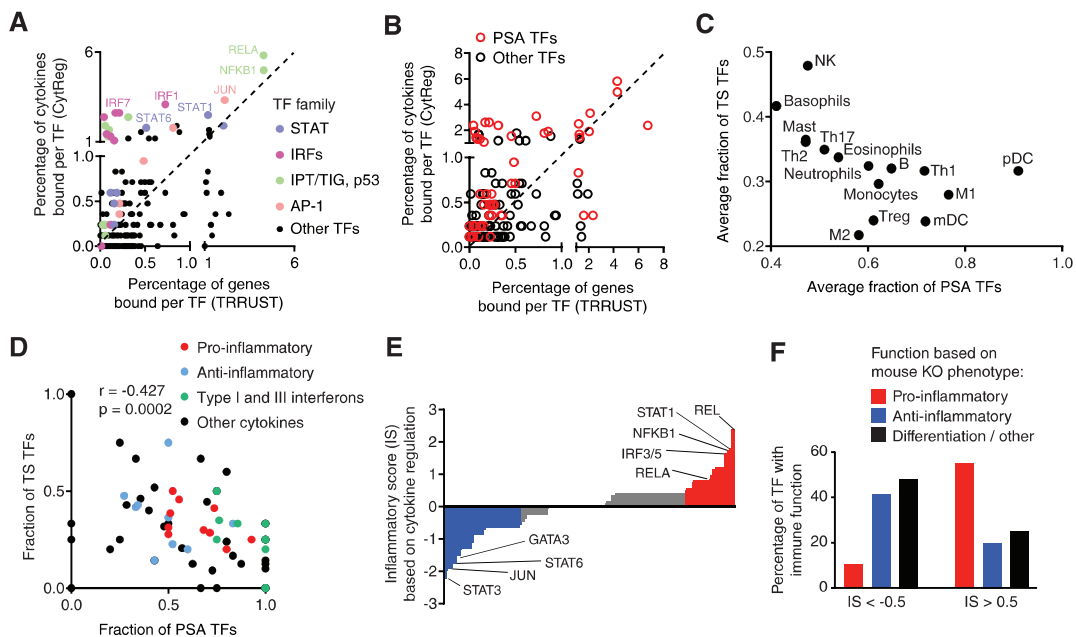 A
Percentage of cytokines
bound per TF (CytReg)
6
1
1.0
0.5
0.0
0.0
0.5
1.0
1
6
Percentage of genes
bound per TF (TRRUST)
RELA
NFKB1
JUN
IRF7
IRF1
STAT1
STAT6
TF family
STAT
IRFs
IPT/TIG, p53
AP-1
Other TFs
B
PSA TFs
Other TFs
Percentage of cytokines
bound per TF (CytReg)
8
6
4
2
1.0
0.5
0.0
0.0
0.5
1.0
2
4
6
8
Percentage of genes
bound per TF (TRRUST)
C
Average fraction of TS TFs
0.5
0.4
0.3
0.2
0.4
0.6
0.8
1.0
Average fraction of PSA TFs
NK
Basophils
Mast
Th17
Th2
Eosinophils
Neutrophils
B
Th1
pDC
Monocytes
M1
Treg
mDC
M2
D
Pro-inflammatory
Anti-inflammatory
Type I and III interferons
Other cytokines
r = -0.427
p = 0.0002
Fraction of TS TFs
1.0
0.5
0.0
0.0
0.5
1.0
Fraction of PSA TFs
E
Inflammatory score (IS)
based on cytokine regulation
3
2
1
0
-1
-2
-3
REL
STAT1
NFKB1
IRF3/5
RELA
GATA3
STAT6
JUN
STAT3
F
Function based on
mouse KO phenotype:
Pro-inflammatory
Anti-inflammatory
Differentiation / other
Percentage of TF with
immune function
60
40
20
0
IS < -0.5
IS > 0.5